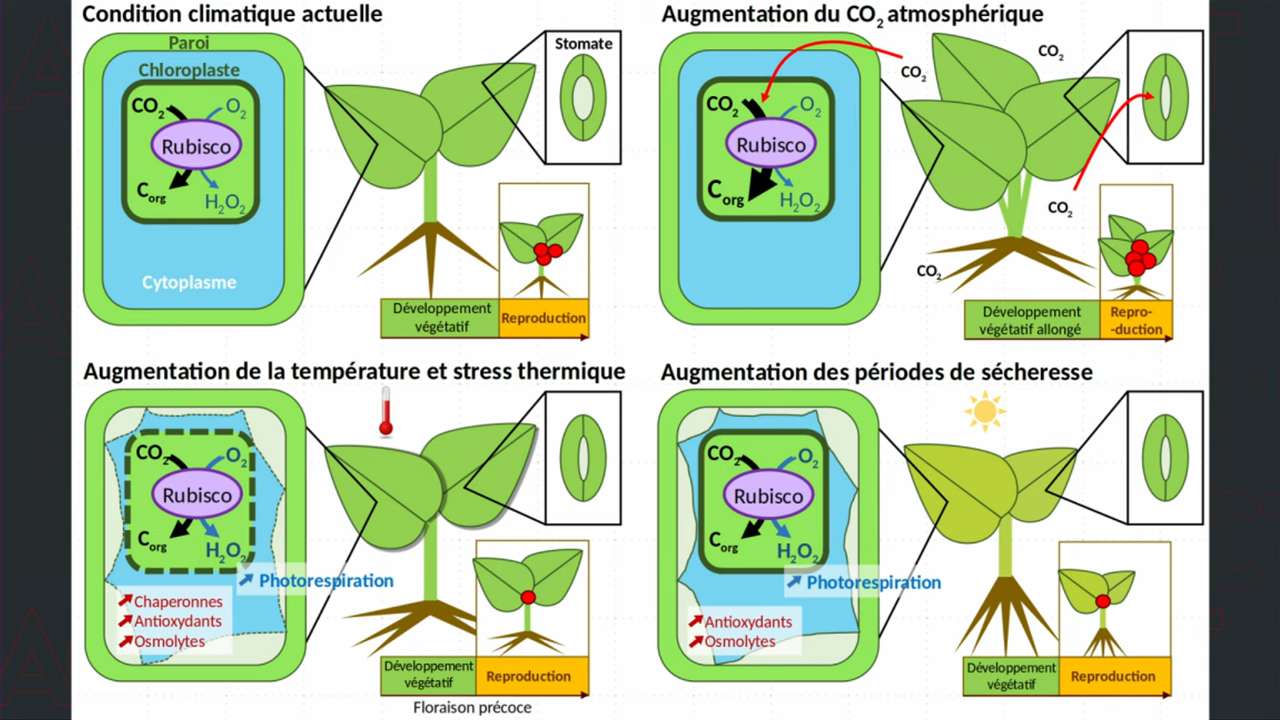 Condition climatique actuelle
Paroi
Chloroplaste
CO2
O2
Rubisco
Corg
H2O2
Cytoplasme
Stomate
Développement
végétatif
Reproduction
Augmentation du CO2 atmosphérique
CO2
CO2
CO2
O2
Rubisco
Corg
H2O2
CO2
CO2
Développement
végétatif allongé
Repro-
-duction
Augmentation de la température et stress thermique
CO2
O2
Rubisco
Corg
H2O2
Photorespiration
Chaperonnes
Antioxydants
Osmolytes
Développement
végétatif
Reproduction
Floraison précoce
Augmentation des périodes de sécheresse
CO2
O2
Rubisco
Corg
H2O2
Photorespiration
Antioxydants
Osmolytes
Développement
végétatif
Reproduction